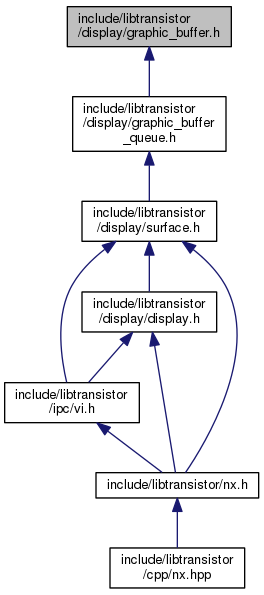 include/libtransistor
/display/graphic_buffer.h
include/libtransistor
/display/graphic_buffer
_queue.h
include/libtransistor
/display/surface.h
include/libtransistor
/display/display.h
include/libtransistor
/ipc/vi.h
include/libtransistor/nx.h
include/libtransistor
/cpp/nx.hpp